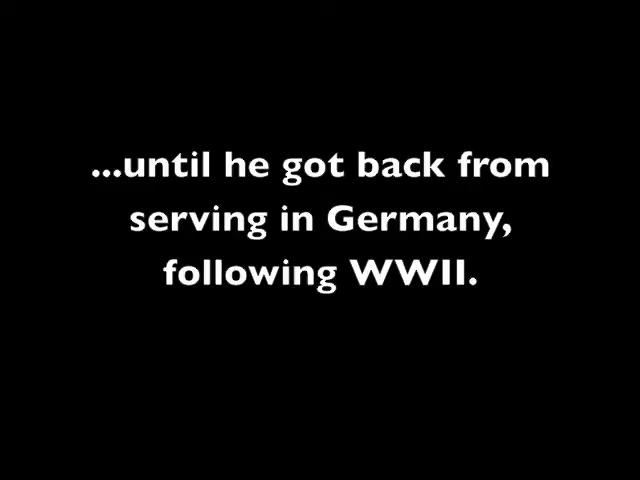 ...until he got back from
serving in Germany,
following WWII.